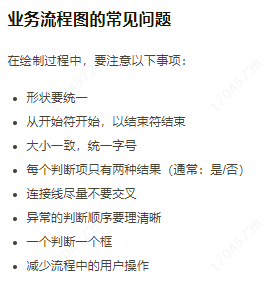 业务流程图的常见问题
在绘制过程中，要注意以下事项：
形状要统一
从开始符开始，以结束符结束
大小一致，统一字号
每个判断项只有两种结果（通常：是/否）
连接线尽量不要交叉
异常的判断顺序要理清晰
一个判断一个框
减少流程中的用户操作